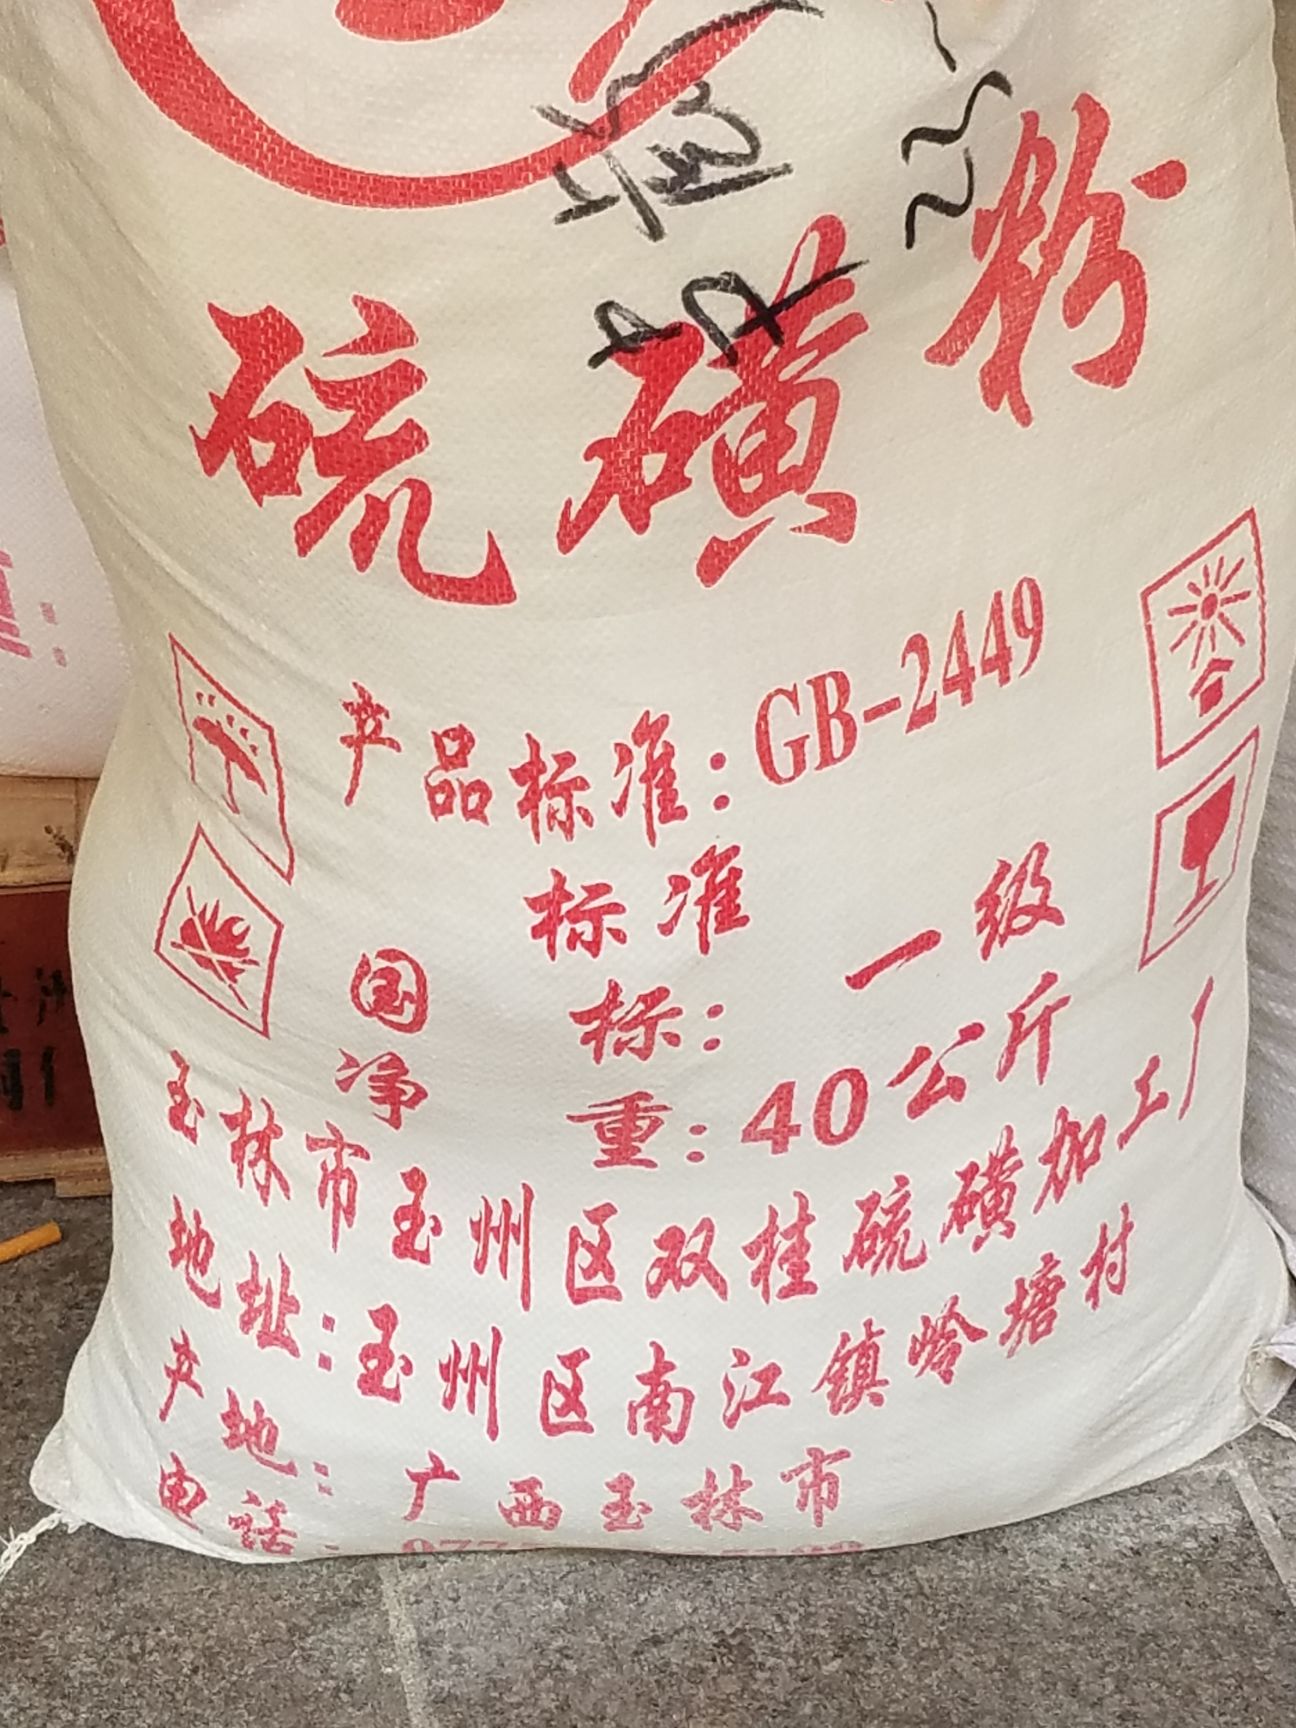 硫磺粉
产品标准：GB-2449
标准
国标：一级
净重：40公斤
玉林市玉州区双桂硫磺加工厂
地址：玉州区南江镇岭塘村
产地：广西玉林市
电话：